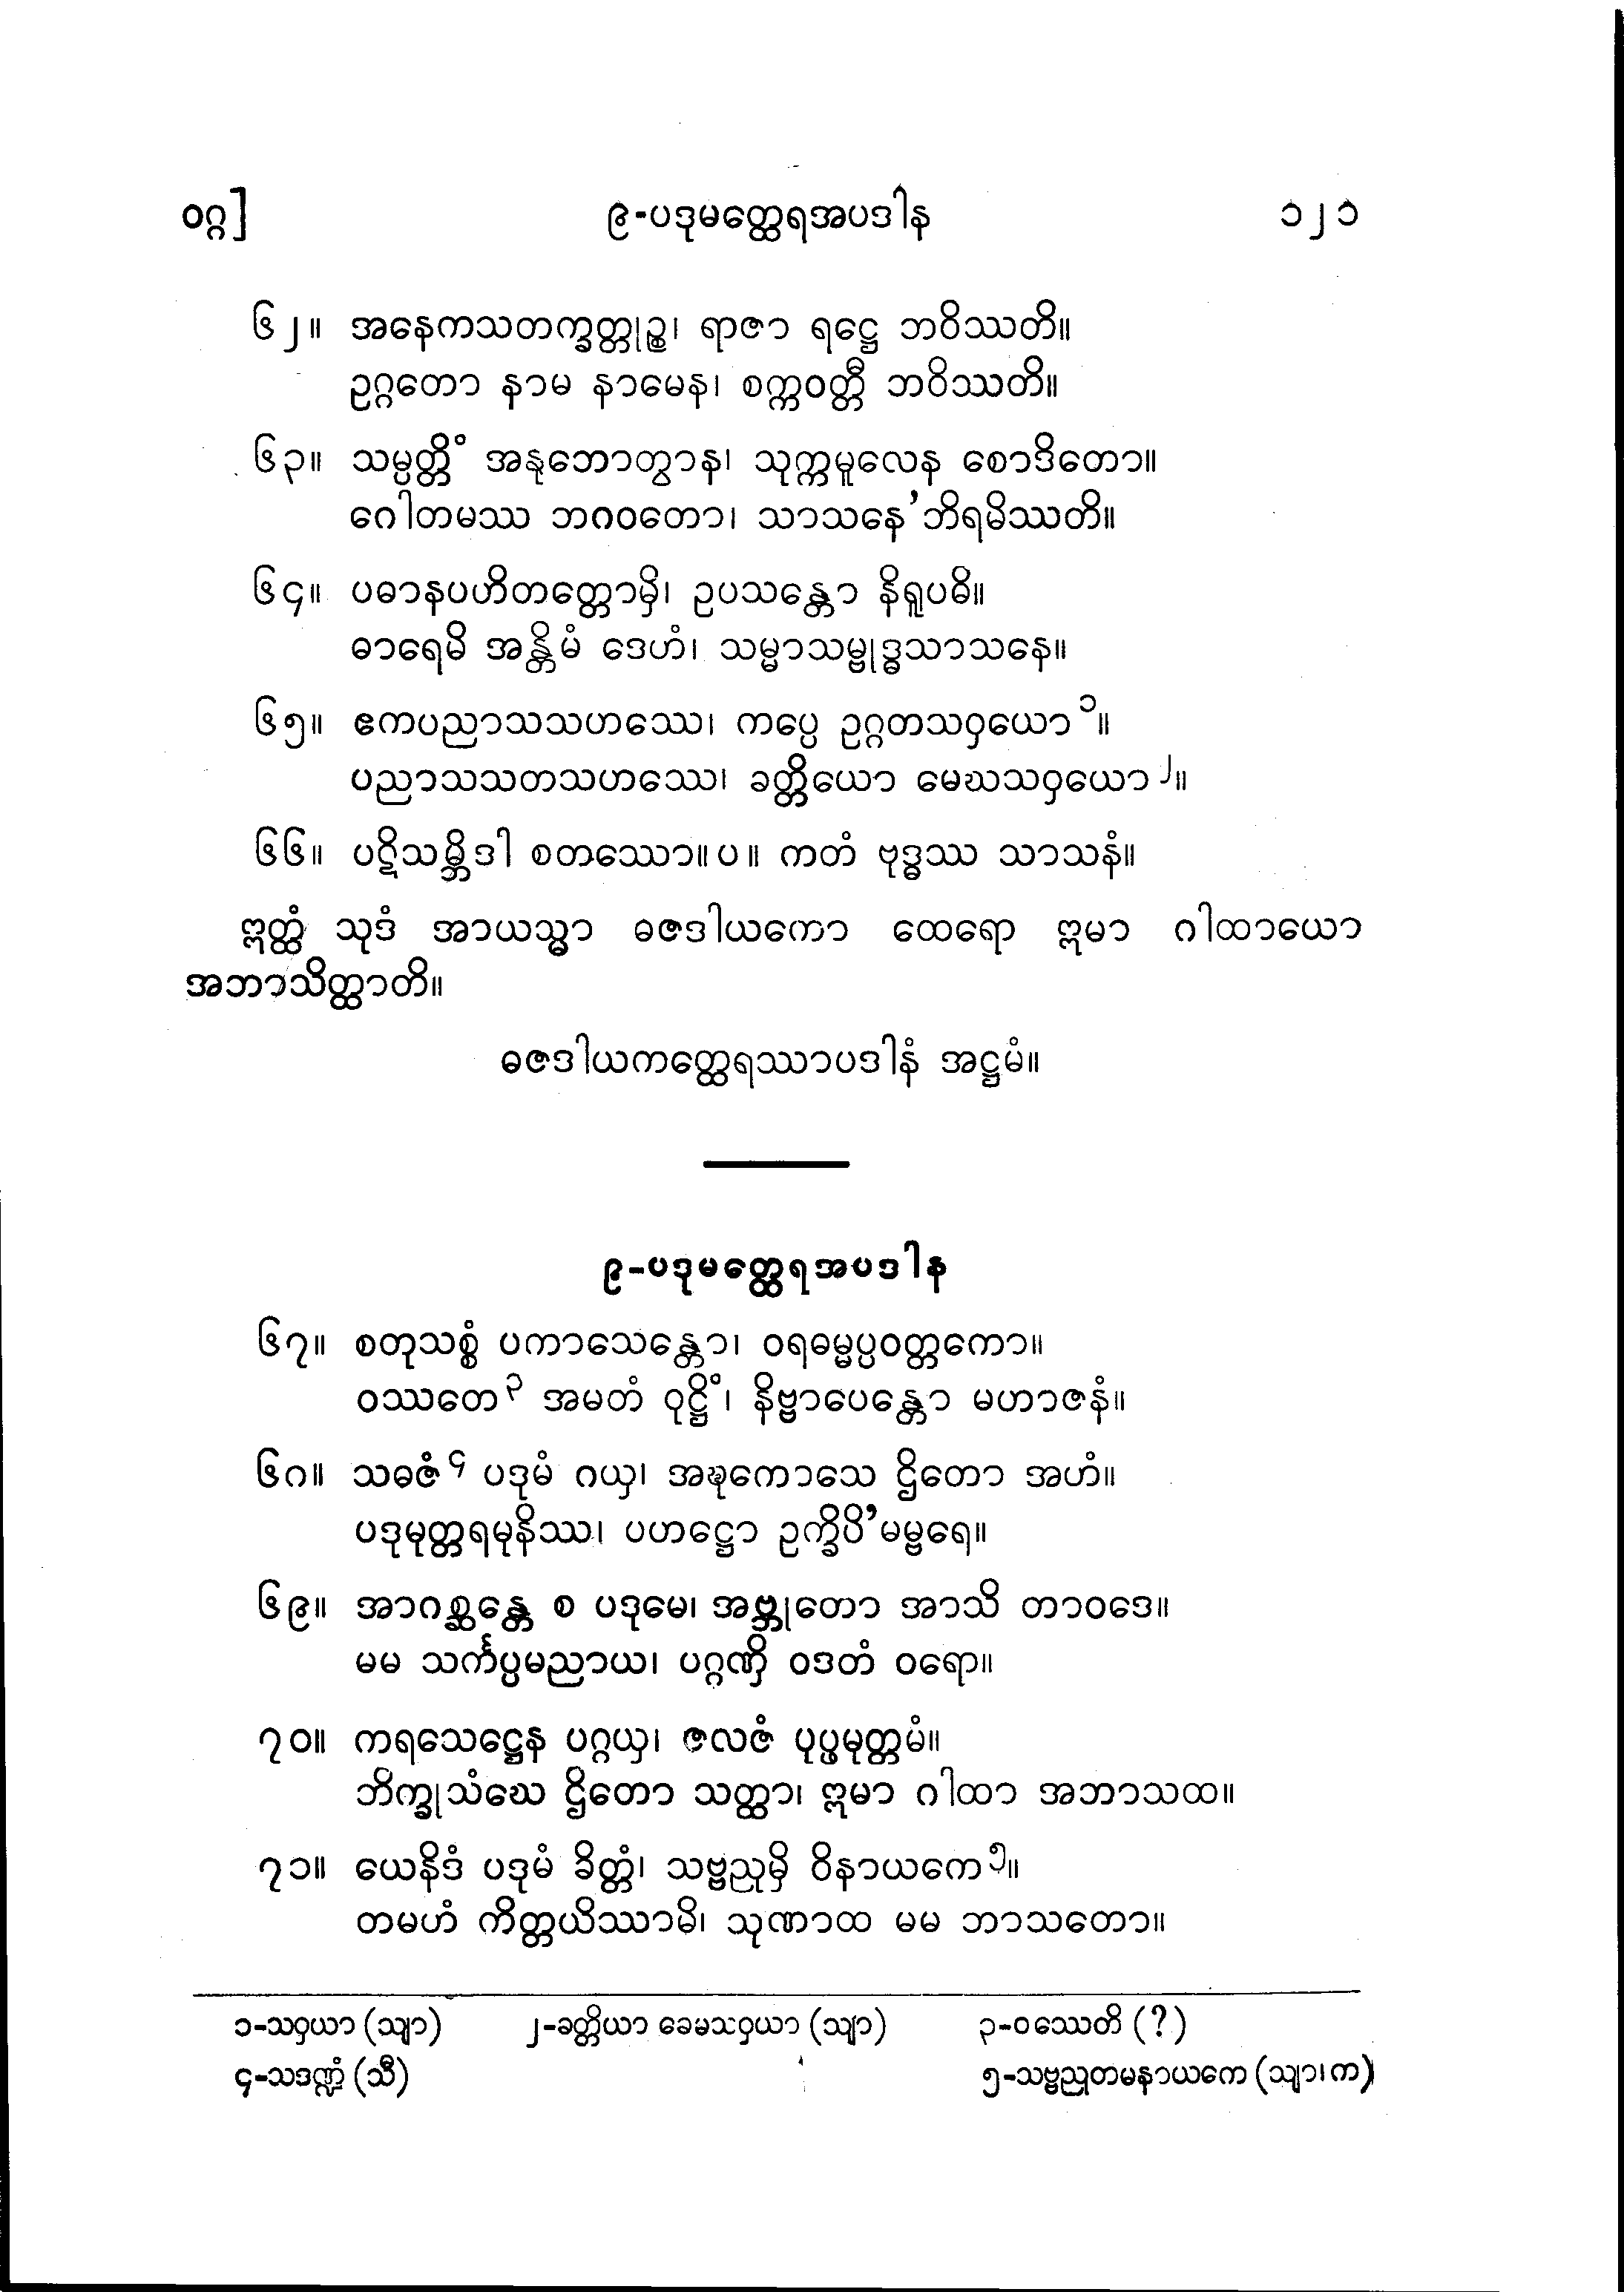 ဝဂ္ဂ] ၉-ပဒုမတ္ထေရအပဒါန ၁၂၁
၆၂။ အနေကသတက္ခတ္တုဉ္စ၊ ရာဇာ ရဋ္ဌေ ဘဝိဿတိ။
ဥဂ္ဂတော နာမ နာမေန၊ စက္ကဝတ္တီ ဘဝိဿတိ။
၆၃။ သမ္ပတ္တိံ အနုဘောတွာန၊ သုက္ကမူလေန စောဒိတော။
ဂေါတမဿ ဘဂဝတော၊ သာသနေ’ဘိရမိဿတိ။
၆၄။ ပဓာနပဟိတတ္တောမှိ၊ ဥပသန္တော နိရူပဓိ။
ဓာရေမိ အန္တိမံ ဒေဟံ၊ သမ္မာသမ္ဗုဒ္ဓသာသနေ။
၆၅။ ဧကပညာသသဟဿေ၊ ကပ္ပေ ဥဂ္ဂတသဝှယော ၁။
ပညာသသတသဟဿေ၊ ခတ္တိယော မေဃသဝှယော ၂။
၆၆။ ပဋိသမ္ဘိဒါ စတဿော။ပ။ ကတံ ဗုဒ္ဓဿ သာသနံ။
ဣတ္ထံ သုဒံ အာယသ္မာ ဓဇဒါယကော ထေရော ဣမာ ဂါထာယော
အဘာသိတ္ထာတိ။
ဓဇဒါယကတ္ထေရဿာပဒါနံ အဋ္ဌမံ။
၉-ပဒုမတ္ထေရအပဒါန
၆၇။ စတုသစ္စံ ပကာသေန္တော၊ ဝရဓမ္မပ္ပဝတ္တကော။
ဝဿတေ ၃ အမတံ ဝုဋ္ဌိံ၊ နိဗ္ဗာပေန္တော မဟာဇနံ။
၆၈။ သဓဇံ ၄ ပဒုမံ ဂယှ၊ အဍ္ဎကောသေ ဌိတော အဟံ။
ပဒုမုတ္တရမုနိဿ၊ ပဟဋ္ဌော ဥက္ခိပိ’မမ္ဗရေ။
၆၉။ အာဂစ္ဆန္တေ စ ပဒုမေ၊ အဗ္ဘုတော အာသိ တာဝဒေ။
မမ သင်္ကပ္ပမညာယ၊ ပဂ္ဂဏှိ ဝဒတံ ဝရော။
၇၀။ ကရသေဋ္ဌေန ပဂ္ဂယှ၊ ဇလဇံ ပုပ္ဖမုတ္တမံ။
ဘိက္ခုသံဃေ ဌိတော သတ္ထာ၊ ဣမာ ဂါထာ အဘာသထ။
၇၁။ ယေနိဒံ ပဒုမံ ခိတ္တံ၊ သဗ္ဗညုမှိ ဝိနာယကေ ၅။
တမဟံ ကိတ္တယိဿာမိ၊ သုဏာထ မမ ဘာသတော။
၁-သဝှယာ (သျာ) ၂-ခတ္တိယာ ခေမသဝှယာ (သျာ) ၃-ဝဿေတိ (?)
၄-သဒဏ္ဍံ (သီ) ၅-သဗ္ဗညုတမနာယကေ (သျာ၊ က)